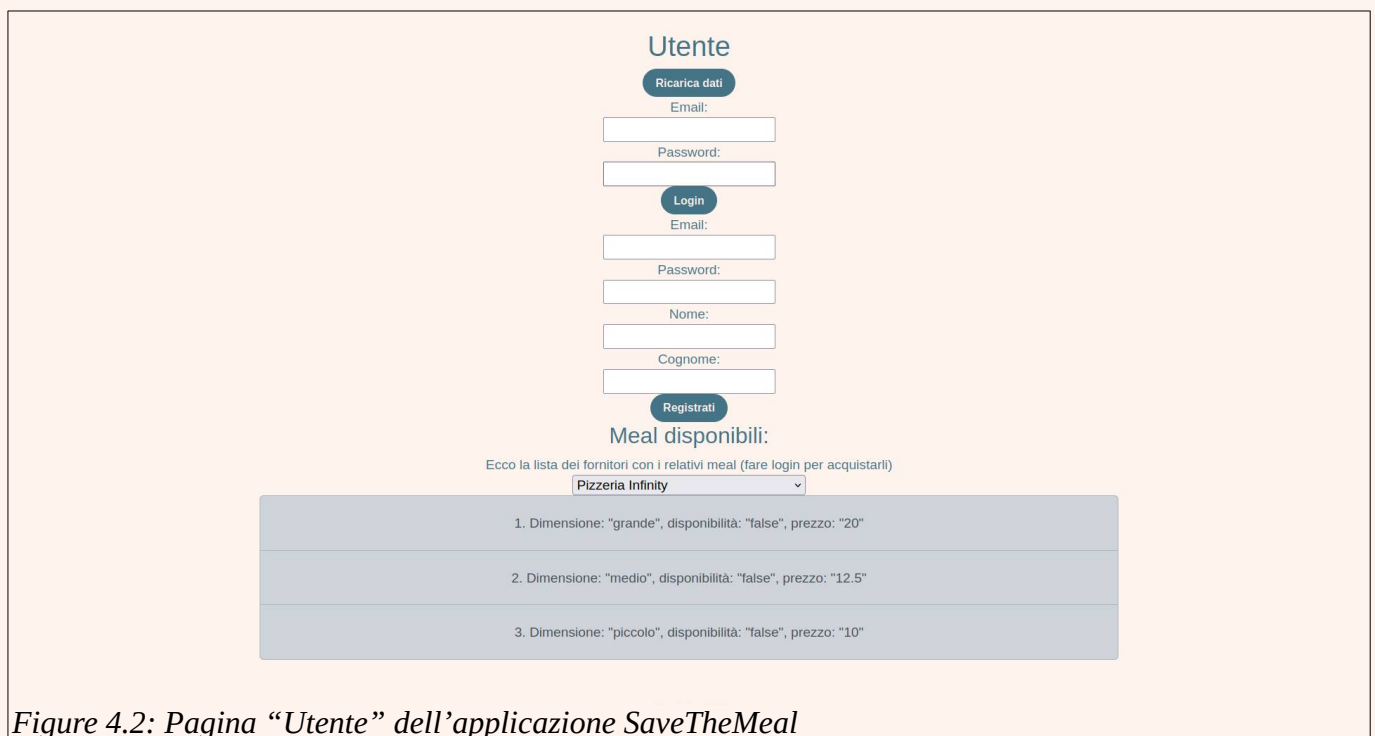 Utente
Ricarica dati
Email:
Password:
Login
Email:
Password:
Nome:
Cognome:
Registrati
Meal disponibili:
Ecco la lista dei fornitori con i relativi meal (fare login per acquistarli)
Pizzeria Infinity
1. Dimensione: "grande", disponibilità: "false", prezzo: "20"
2. Dimensione: "medio", disponibilità: "false", prezzo: "12.5"
3. Dimensione: "piccolo", disponibilità: "false", prezzo: "10"
Figure 4.2: Pagina “Utente” dell’applicazione SaveTheMeal